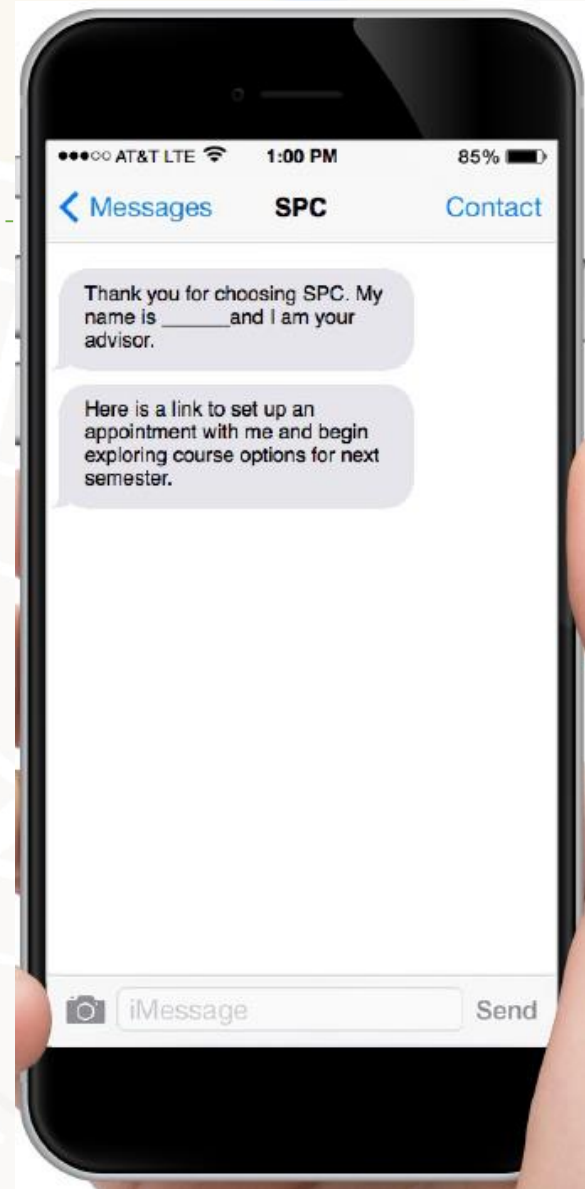 AT&T LTE 1:00 PM 85%
Messages SPC Contact
Thank you for choosing SPC. My
name is ______and I am your
advisor.
Here is a link to set up an
appointment with me and begin
exploring course options for next
semester.
iMessage Send